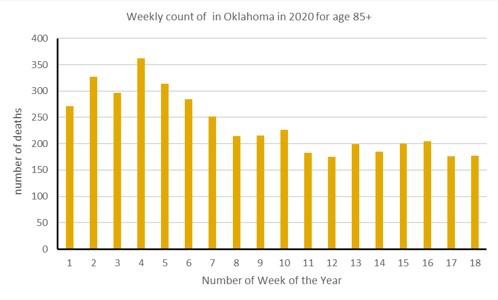 Weekly count of  in Oklahoma in 2020 for age 85+
400
350
300
250
200
150
100
50
0
number of deaths
1 2 3 4 5 6 7 8 9 10 11 12 13 14 15 16 17 18
Number of Week of the Year